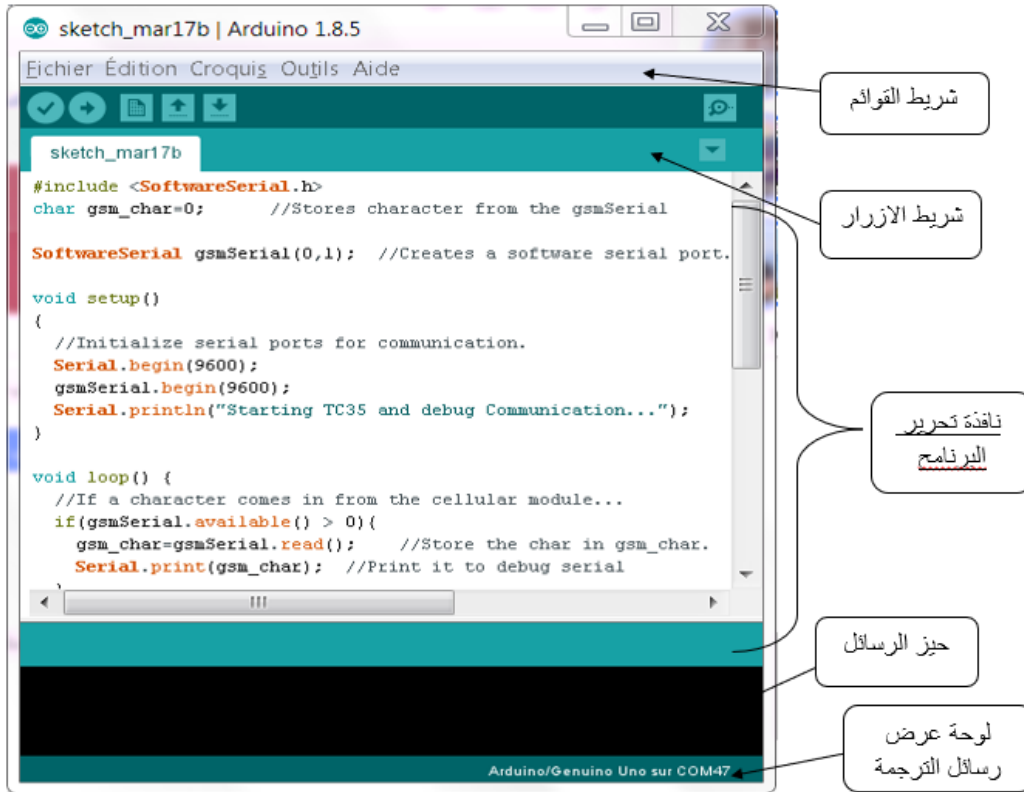 sketch_mar17b | Arduino 1.8.5
Fichier Édition Croquis Outils Aide
شريط القوائم
sketch_mar17b
شريط الازرار
#include <SoftwareSerial.h>
char gsm_char=0; //Stores character from the gsmSerial
SoftwareSerial gsmSerial(0,1); //Creates a software serial port.
void setup()
{
//Initialize serial ports for communication.
Serial.begin(9600);
gsmSerial.begin(9600);
Serial.println("Starting TC35 and debug Communication...");
}
نافذة تحرير
البرنامج
void loop() {
//If a character comes in from the cellular module...
if(gsmSerial.available() > 0){
gsm_char=gsmSerial.read(); //Store the char in gsm_char.
Serial.print(gsm_char); //Print it to debug serial
}
حيز الرسائل
لوحة عرض
رسائل الترجمة
Arduino/Genuino Uno sur COM47